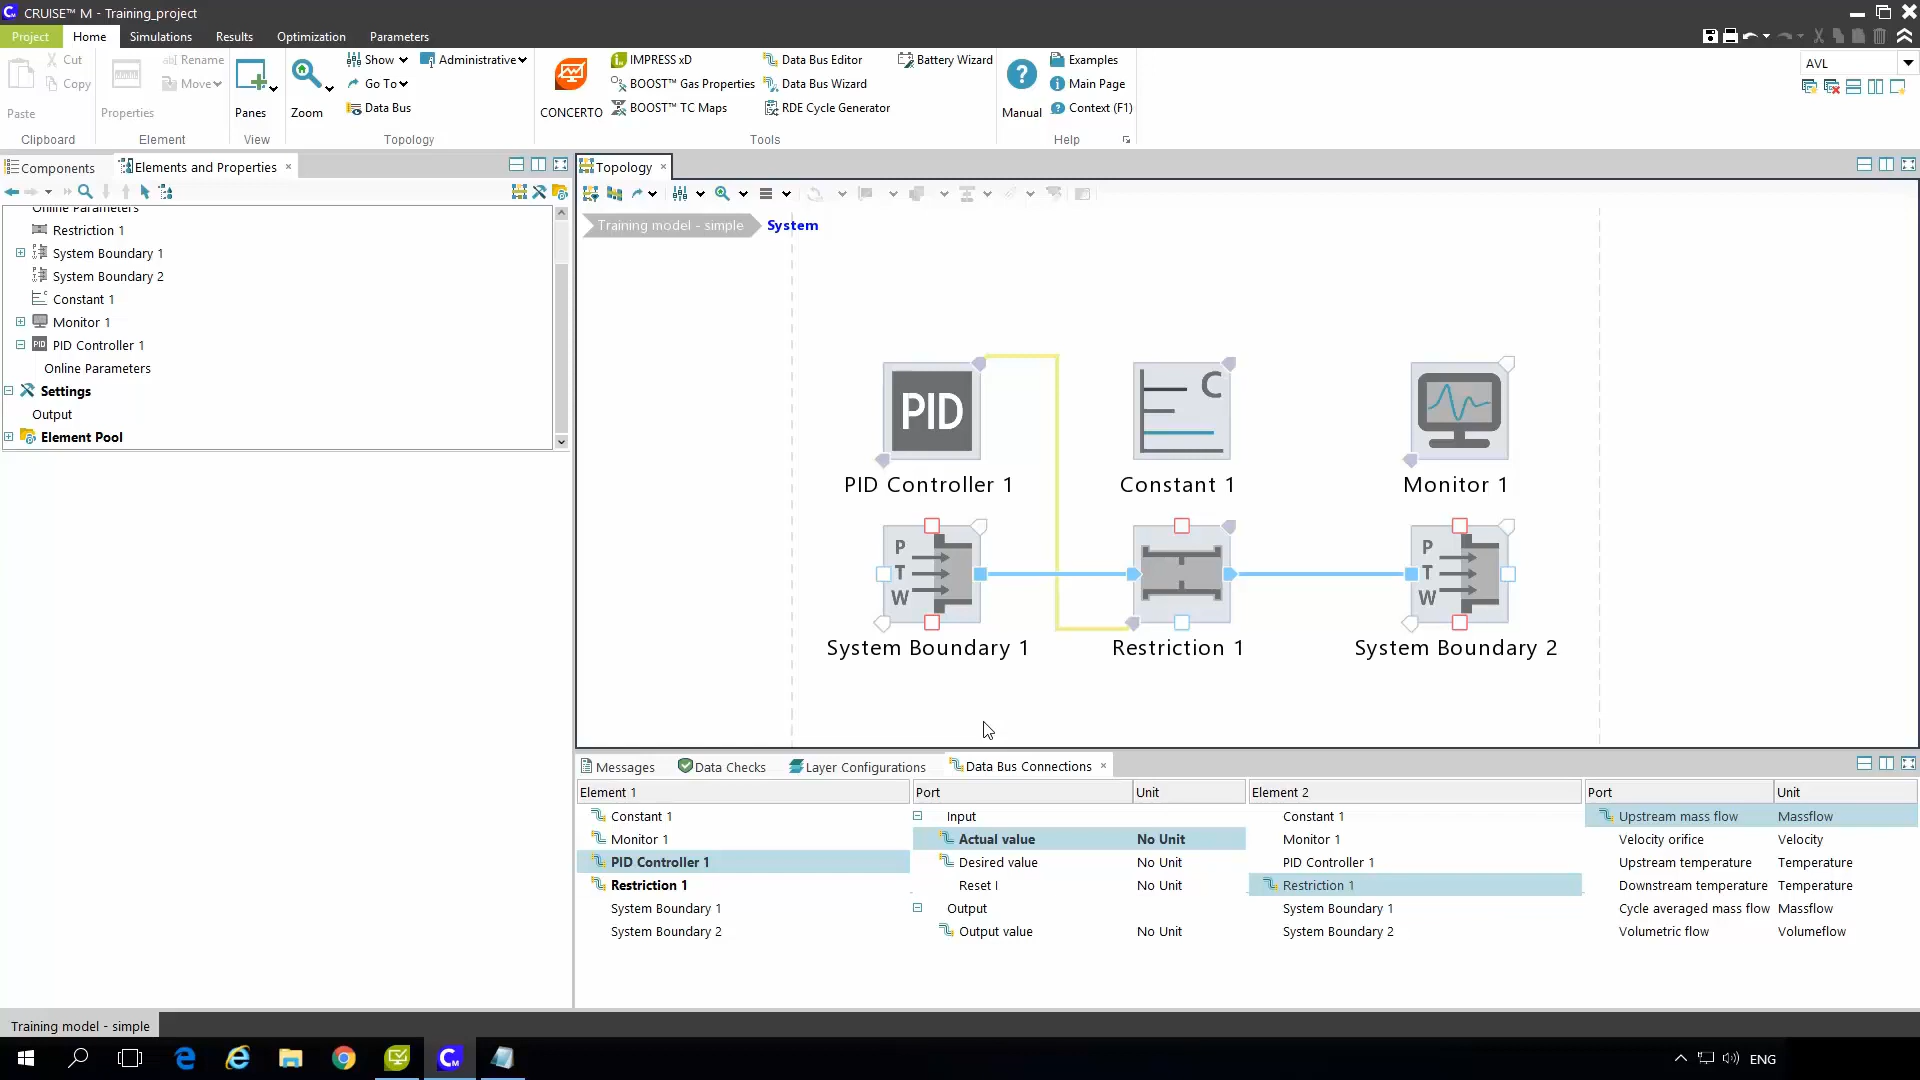 CRUISE™ M - Training_project
Project Home Simulations Results Optimization Parameters
Paste
Cut
Copy
Clipboard
Properties
Rename
Move
Element
Panes
View
Zoom
Show
Go To
Data Bus
Administrative
Topology
CONCERTO
IMPRESS xD
BOOST™ Gas Properties
BOOST™ TC Maps
Data Bus Editor
Data Bus Wizard
RDE Cycle Generator
Battery Wizard
Tools
Manual
Examples
Main Page
Context (F1)
Help
AVL
Components
Elements and Properties
Online Parameters
Restriction 1
System Boundary 1
System Boundary 2
Constant 1
Monitor 1
PID PID Controller 1
Online Parameters
Settings
Output
Element Pool
Topology
Training model - simple System
PID
PID Controller 1
C
Constant 1
Monitor 1
P
T
W
System Boundary 1
Restriction 1
P
T
W
System Boundary 2
Messages Data Checks Layer Configurations Data Bus Connections
Element 1 Port Unit Element 2 Port Unit
Constant 1 Input Constant 1 Upstream mass flow Massflow
Monitor 1 Actual value No Unit Monitor 1 Velocity orifice Velocity
PID Controller 1 Desired value No Unit PID Controller 1 Upstream temperature Temperature
Restriction 1 Reset I No Unit Restriction 1 Downstream temperature Temperature
System Boundary 1 Output System Boundary 1 Cycle averaged mass flow Massflow
System Boundary 2 Output value No Unit System Boundary 2 Volumetric flow Volumeflow
Training model - simple
ENG